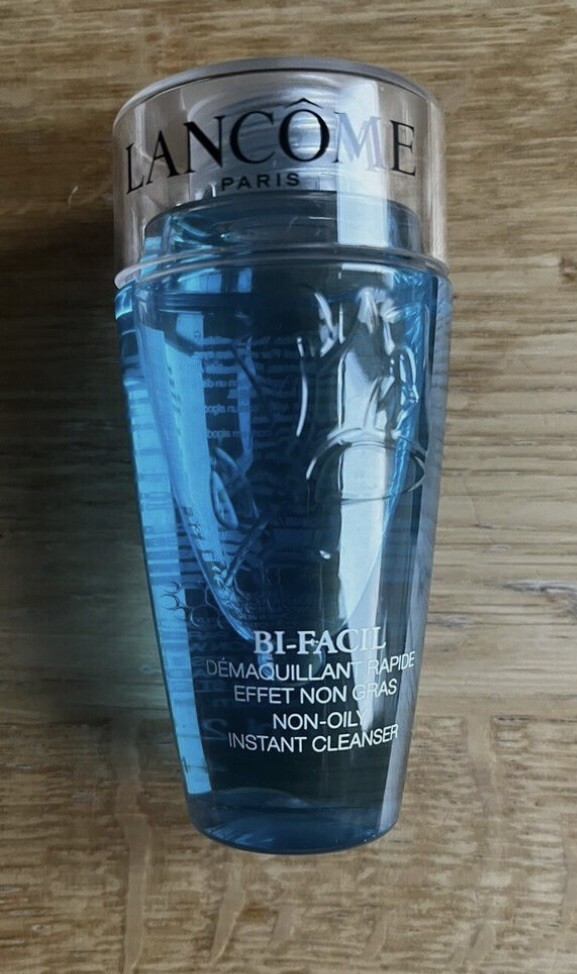 LANCÔME
PARIS
BI-FACIL
DÉMAQUILLANT RAPIDE
EFFET NON GRAS
NON-OILY
INSTANT CLEANSER